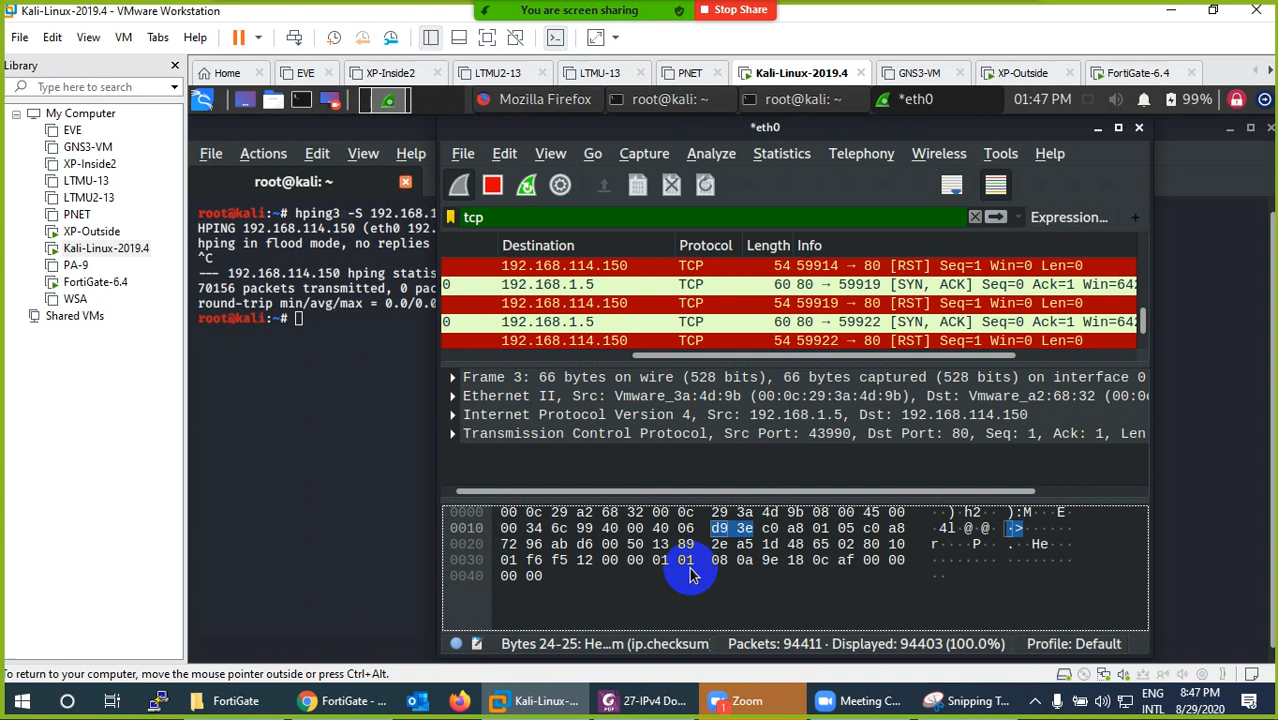 Kali-Linux-2019.4 - VMware Workstation
You are screen sharing
Stop Share
File Edit View VM Tabs Help
Library
Type here to search
My Computer
EVE
GNS3-VM
XP-Inside2
LTMU-13
LTMU2-13
PNET
XP-Outside
Kali-Linux-2019.4
PA-9
FortiGate-6.4
WSA
Shared VMs
Home EVE XP-Inside2 LTMU2-13 LTMU-13 PNET Kali-Linux-2019.4 GNS3-VM XP-Outside FortiGate-6.4
Mozilla Firefox root@kali: ~ root@kali: ~ *eth0 01:47 PM 99%
File Actions Edit View Help
root@kali: ~
root@kali:~# hping3 -S 192.168.1
HPING 192.168.114.150 (eth0 192.
hping in flood mode, no replies
^C
--- 192.168.114.150 hping statis
70156 packets transmitted, 0 pac
round-trip min/avg/max = 0.0/0.0
root@kali:~#
*eth0
File Edit View Go Capture Analyze Statistics Telephony Wireless Tools Help
tcp
Expression... +
Destination Protocol Length Info
192.168.114.150 TCP 54 59914 → 80 [RST] Seq=1 Win=0 Len=0
0 192.168.1.5 TCP 60 80 → 59919 [SYN, ACK] Seq=0 Ack=1 Win=642
192.168.114.150 TCP 54 59919 → 80 [RST] Seq=1 Win=0 Len=0
0 192.168.1.5 TCP 60 80 → 59922 [SYN, ACK] Seq=0 Ack=1 Win=642
192.168.114.150 TCP 54 59922 → 80 [RST] Seq=1 Win=0 Len=0
Frame 3: 66 bytes on wire (528 bits), 66 bytes captured (528 bits) on interface 0
Ethernet II, Src: Vmware_3a:4d:9b (00:0c:29:3a:4d:9b), Dst: Vmware_a2:68:32 (00:0c
Internet Protocol Version 4, Src: 192.168.1.5, Dst: 192.168.114.150
Transmission Control Protocol, Src Port: 43990, Dst Port: 80, Seq: 1, Ack: 1, Len
0000 00 0c 29 a2 68 32 00 0c 29 3a 4d 9b 08 00 45 00 ··)·h2·· ):M···E·
0010 00 34 6c 99 40 00 40 06 d9 3e c0 a8 01 05 c0 a8 ·4l·@·@· ·>······
0020 72 96 ab d6 00 50 13 89 2e a5 1d 48 65 02 80 10 r····P·· .··He···
0030 01 f6 f5 12 00 00 01 01 08 0a 9e 18 0c af 00 00 ········ ········
0040 00 00 ··
Bytes 24-25: He...m (ip.checksum) Packets: 94411 · Displayed: 94403 (100.0%) Profile: Default
To return to your computer, move the mouse pointer outside or press Ctrl+Alt.
FortiGate FortiGate - ... Kali-Linux-... 27-IPv4 Do... Zoom 1 Meeting C... Snipping T... ENG INTL 8:47 PM 8/29/2020